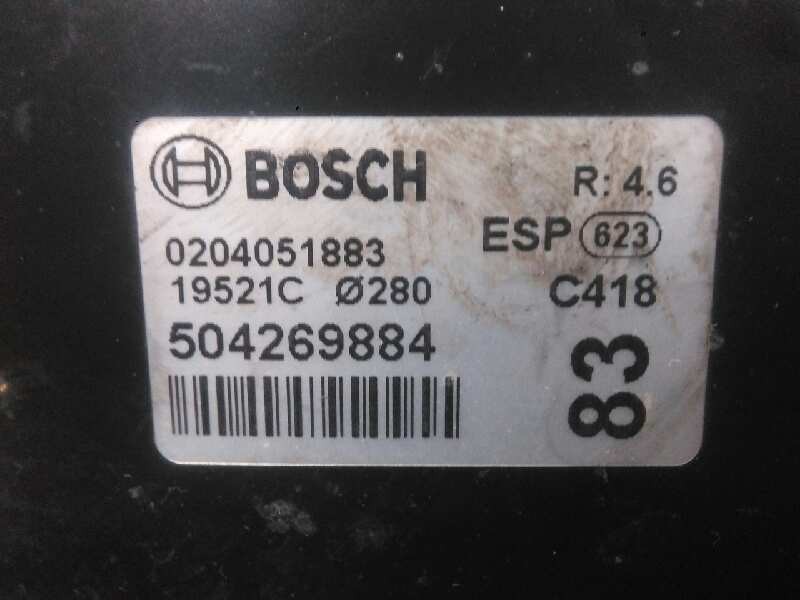 BOSCH
R: 4.6
0204051883
ESP 623
19521C Ø280
C418
504269884
83